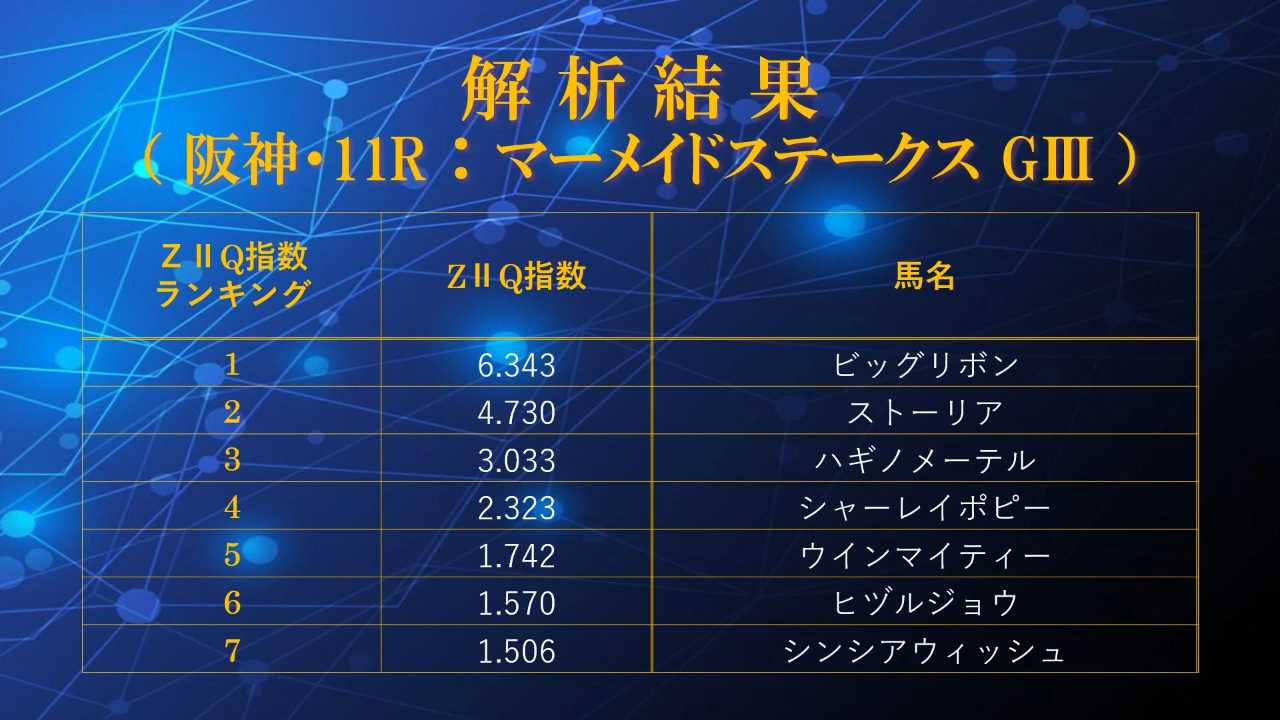 解析結果
（ 阪神・11R：マーメイドステークス GⅢ ）
ＺⅡQ指数
ランキング
ZⅡQ指数
馬名
1 6.343 ビッグリボン
2 4.730 ストーリア
3 3.033 ハギノメーテル
4 2.323 シャーレイポピー
5 1.742 ウインマイティー
6 1.570 ヒヅルジョウ
7 1.506 シンシアウィッシュ